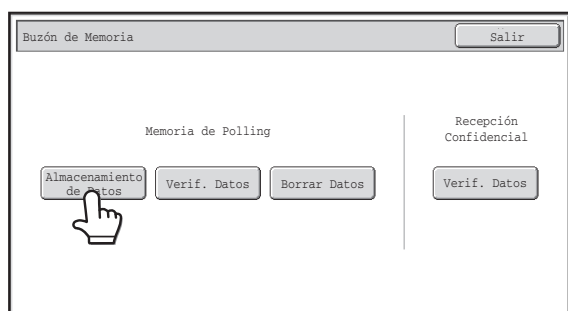 Buzón de Memoria
Salir
Memoria de Polling
Almacenamiento
de Datos
Verif. Datos
Borrar Datos
Recepción
Confidencial
Verif. Datos